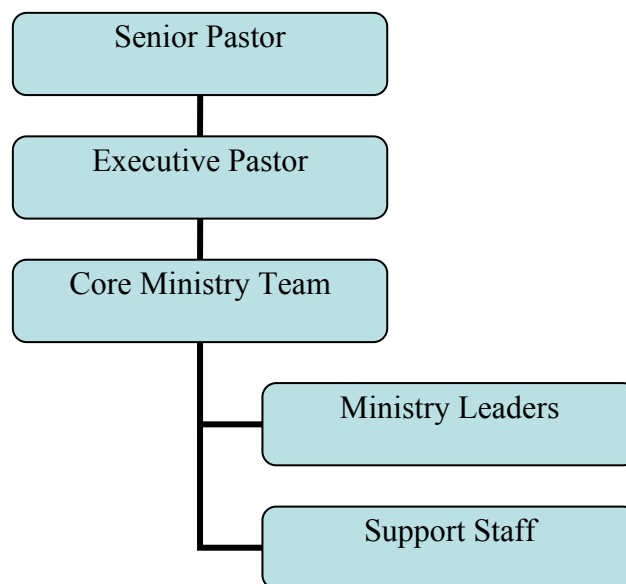 Senior Pastor
Executive Pastor
Core Ministry Team
Ministry Leaders
Support Staff